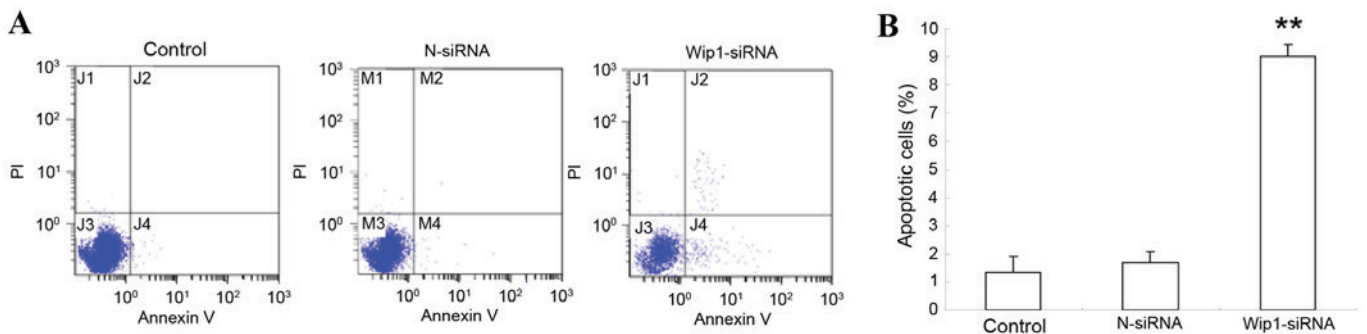 A
Control
10³
10²
10¹
10⁰
PI
J1 J2
J3 J4
10⁰ 10¹ 10² 10³
Annexin V
N-siRNA
10³
10²
10¹
10⁰
PI
M1 M2
M3 M4
10⁰ 10¹ 10² 10³
Annexin V
Wip1-siRNA
10³
10²
10¹
10⁰
PI
J1 J2
J3 J4
10⁰ 10¹ 10² 10³
Annexin V
B
Apoptotic cells (%)
10
9
8
7
6
5
4
3
2
1
0
**
Control N-siRNA Wip1-siRNA